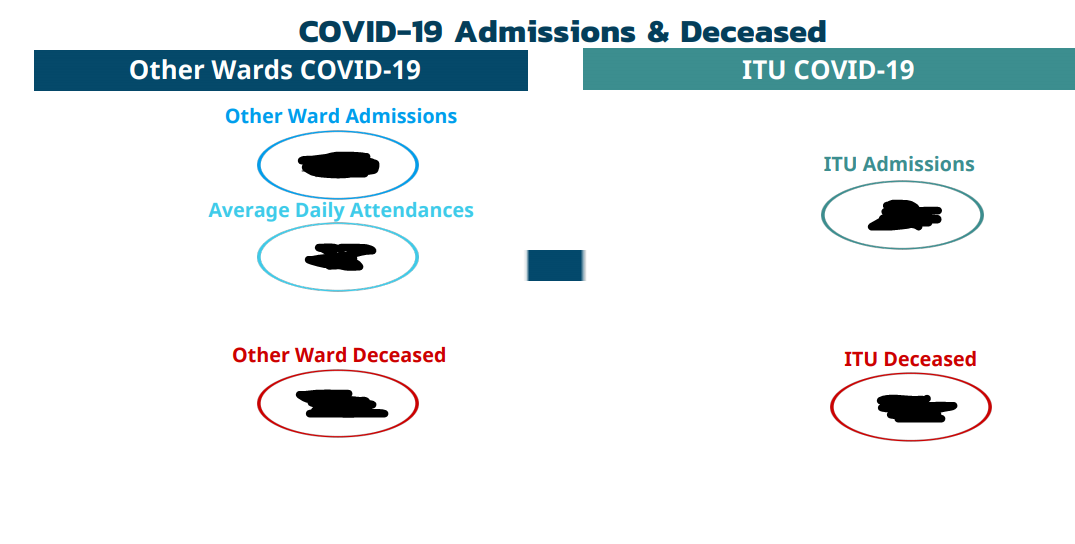 COVID-19 Admissions & Deceased
Other Wards COVID-19
ITU COVID-19
Other Ward Admissions
Average Daily Attendances
Other Ward Deceased
ITU Admissions
ITU Deceased